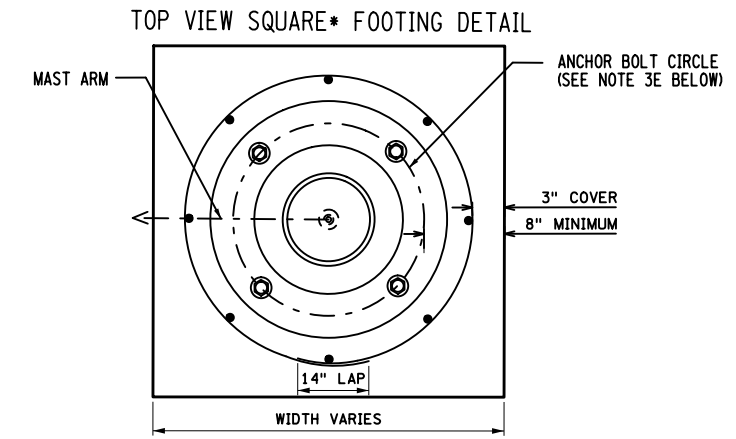 TOP VIEW SQUARE* FOOTING DETAIL
MAST ARM
ANCHOR BOLT CIRCLE
(SEE NOTE 3E BELOW)
3" COVER
8" MINIMUM
14" LAP
WIDTH VARIES